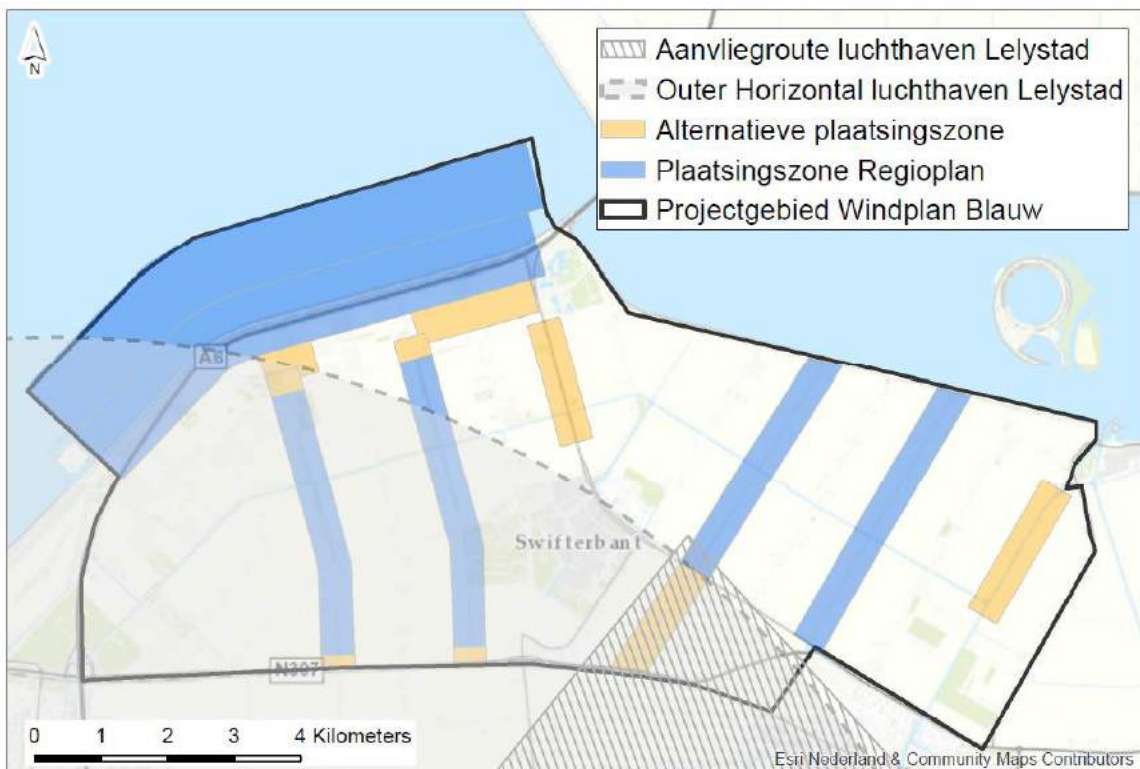 N
Aanvliegroute luchthaven Lelystad
Outer Horizontal luchthaven Lelystad
Alternatieve plaatsingszone
Plaatsingszone Regioplan
Projectgebied Windplan Blauw
A6
Swifterbant
N307
0 1 2 3 4 Kilometers
Esri Nederland & Community Maps Contributors